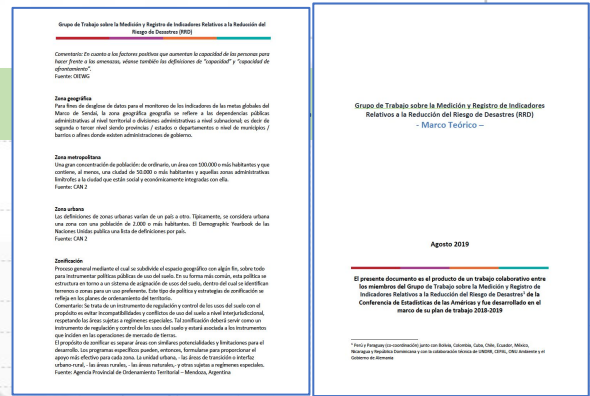 Grupo de Trabajo sobre la Medición y Registro de Indicadores Relativos a la Reducción del
Riesgo de Desastres (RRD)
Comentario: En cuanto a los factores positivos que aumentan la capacidad de las personas para
hacer frente a las amenazas, véanse también las definiciones de "capacidad" y "capacidad de
afrontamiento".
Fuente: OIEWG
Zona geográfica
Para fines de desglose de datos para el monitoreo de los indicadores de las metas globales del
Marco de Sendai, la zona geográfica geografía se refiere a las dependencias públicas
administrativas al nivel territorial o divisiones administrativas a nivel subnacional; es decir de
segunda o tercer nivel siendo provincias / estados o departamentos o nivel de municipios /
barrios o afines donde existen administraciones de gobierno.
Zona metropolitana
Una gran concentración de población: de ordinario, un área con 100.000 o más habitantes y que
contiene, al menos, una ciudad de 50.000 o más habitantes y aquellas zonas administrativas
limítrofes a la ciudad que están social y económicamente integradas con ella.
Fuente: CAN 2
Zona urbana
Las definiciones de zonas urbanas varían de un país a otro. Típicamente, se considera urbana
una zona con una población de 2.000 o más habitantes. El Demographic Yearbook de las
Naciones Unidas publica una lista de definiciones por país.
Fuente: CAN 2
Zonificación
Proceso general mediante el cual se subdivide el espacio geográfico con algún fin, sobre todo
para instrumentar políticas públicas de uso del suelo. En su forma más común, esta política se
estructura en torno a un sistema de asignación de usos del suelo, dentro del cual se identifican
terrenos o zonas para un uso preferente. Este tipo de política y estrategias de zonificación se
refleja en los planes de ordenamiento del territorio.
Comentario: Se trata de un instrumento de regulación y control de los usos del suelo con el
propósito es evitar incompatibilidades y conflictos de uso del suelo a nivel interjurisdiccional,
respetando las áreas sujetas a regímenes especiales. Tal zonificación deberá servir como un
instrumento de regulación y control de los usos del suelo y estará asociada a los instrumentos
que inciden en las operaciones de mercado de tierras.
El propósito de zonificar es separar áreas con similares potencialidades y limitaciones para el
desarrollo. Los programas específicos pueden, entonces, formularse para proporcionar el
apoyo más efectivo para cada zona. La unidad urbana, - las áreas de transición o interfaz
urbano-rural, - las áreas rurales, - las áreas naturales,- y otras sujetas a regímenes especiales.
Fuente: Agencia Provincial de Ordenamiento Territorial – Mendoza, Argentina
Grupo de Trabajo sobre la Medición y Registro de Indicadores
Relativos a la Reducción del Riesgo de Desastres (RRD)
- Marco Teórico –
Agosto 2019
El presente documento es el producto de un trabajo colaborativo entre
los miembros del Grupo de Trabajo sobre la Medición y Registro de
Indicadores Relativos a la Reducción del Riesgo de Desastres¹ de la
Conferencia de Estadísticas de las Américas y fue desarrollado en el
marco de su plan de trabajo 2018-2019
¹ Perú y Paraguay (co-coordinación) junto con Bolivia, Colombia, Cuba, Chile, Ecuador, México,
Nicaragua y República Dominicana y con la colaboración técnica de UNDRR, CEPAL, ONU Ambiente y el
Gobierno de Alemania